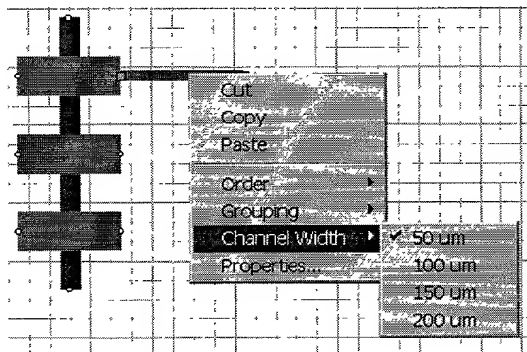 Cut
Copy
Paste
Order
Grouping
Channel Width
Properties...
50 um
100 um
150 um
200 um